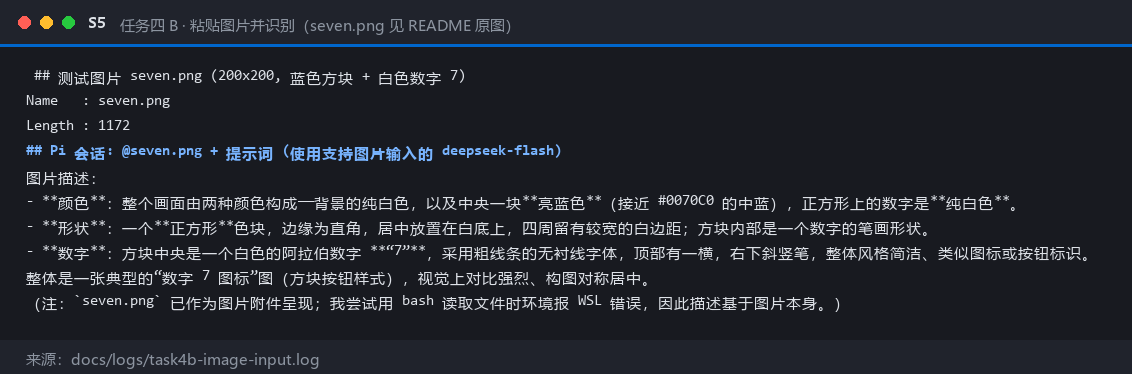 S5 任务四 B · 粘贴图片并识别（seven.png 见 README 原图）
## 测试图片 seven.png (200x200, 蓝色方块 + 白色数字 7)
Name   : seven.png
Length : 1172
## Pi 会话: @seven.png + 提示词 (使用支持图片输入的 deepseek-flash)
图片描述：
- **颜色**：整个画面由两种颜色构成—背景的纯白色，以及中央一块**亮蓝色**（接近 #0070C0 的中蓝），正方形上的数字是**纯白色**。
- **形状**：一个**正方形**色块，边缘为直角，居中放置在白底上，四周留有较宽的白边距；方块内部是一个数字的笔画形状。
- **数字**：方块中央是一个白色的阿拉伯数字 **“7”**，采用粗线条的无衬线字体，顶部有一横，右下斜竖笔，整体风格简洁、类似图标或按钮标识。
整体是一张典型的“数字 7 图标”图（方块按钮样式），视觉上对比强烈、构图对称居中。
（注：`seven.png` 已作为图片附件呈现；我尝试用 bash 读取文件时环境报 WSL 错误，因此描述基于图片本身。）
来源：docs/logs/task4b-image-input.log